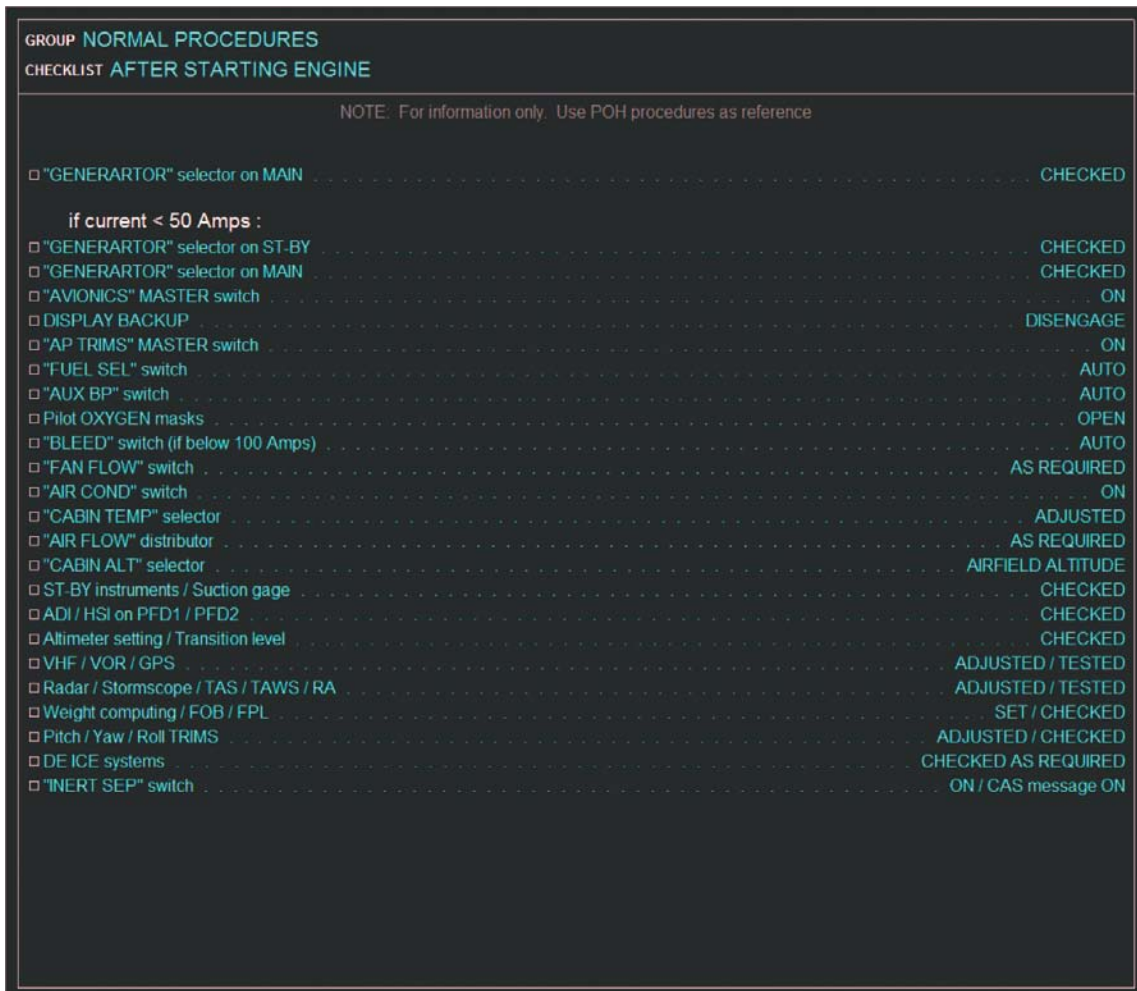 GROUP NORMAL PROCEDURES
CHECKLIST AFTER STARTING ENGINE
NOTE: For information only. Use POH procedures as reference
"GENERARTOR" selector on MAIN CHECKED
if current < 50 Amps :
"GENERARTOR" selector on ST-BY CHECKED
"GENERARTOR" selector on MAIN CHECKED
"AVIONICS" MASTER switch ON
DISPLAY BACKUP DISENGAGE
"AP TRIMS" MASTER switch ON
"FUEL SEL" switch AUTO
"AUX BP" switch AUTO
Pilot OXYGEN masks OPEN
"BLEED" switch (if below 100 Amps) AUTO
"FAN FLOW" switch AS REQUIRED
"AIR COND" switch ON
"CABIN TEMP" selector ADJUSTED
"AIR FLOW" distributor AS REQUIRED
"CABIN ALT" selector AIRFIELD ALTITUDE
ST-BY instruments / Suction gage CHECKED
ADI / HSI on PFD1 / PFD2 CHECKED
Altimeter setting / Transition level CHECKED
VHF / VOR / GPS ADJUSTED / TESTED
Radar / Stormscope / TAS / TAWS / RA ADJUSTED / TESTED
Weight computing / FOB / FPL SET / CHECKED
Pitch / Yaw / Roll TRIMS ADJUSTED / CHECKED
DE ICE systems CHECKED AS REQUIRED
"INERT SEP" switch ON / CAS message ON